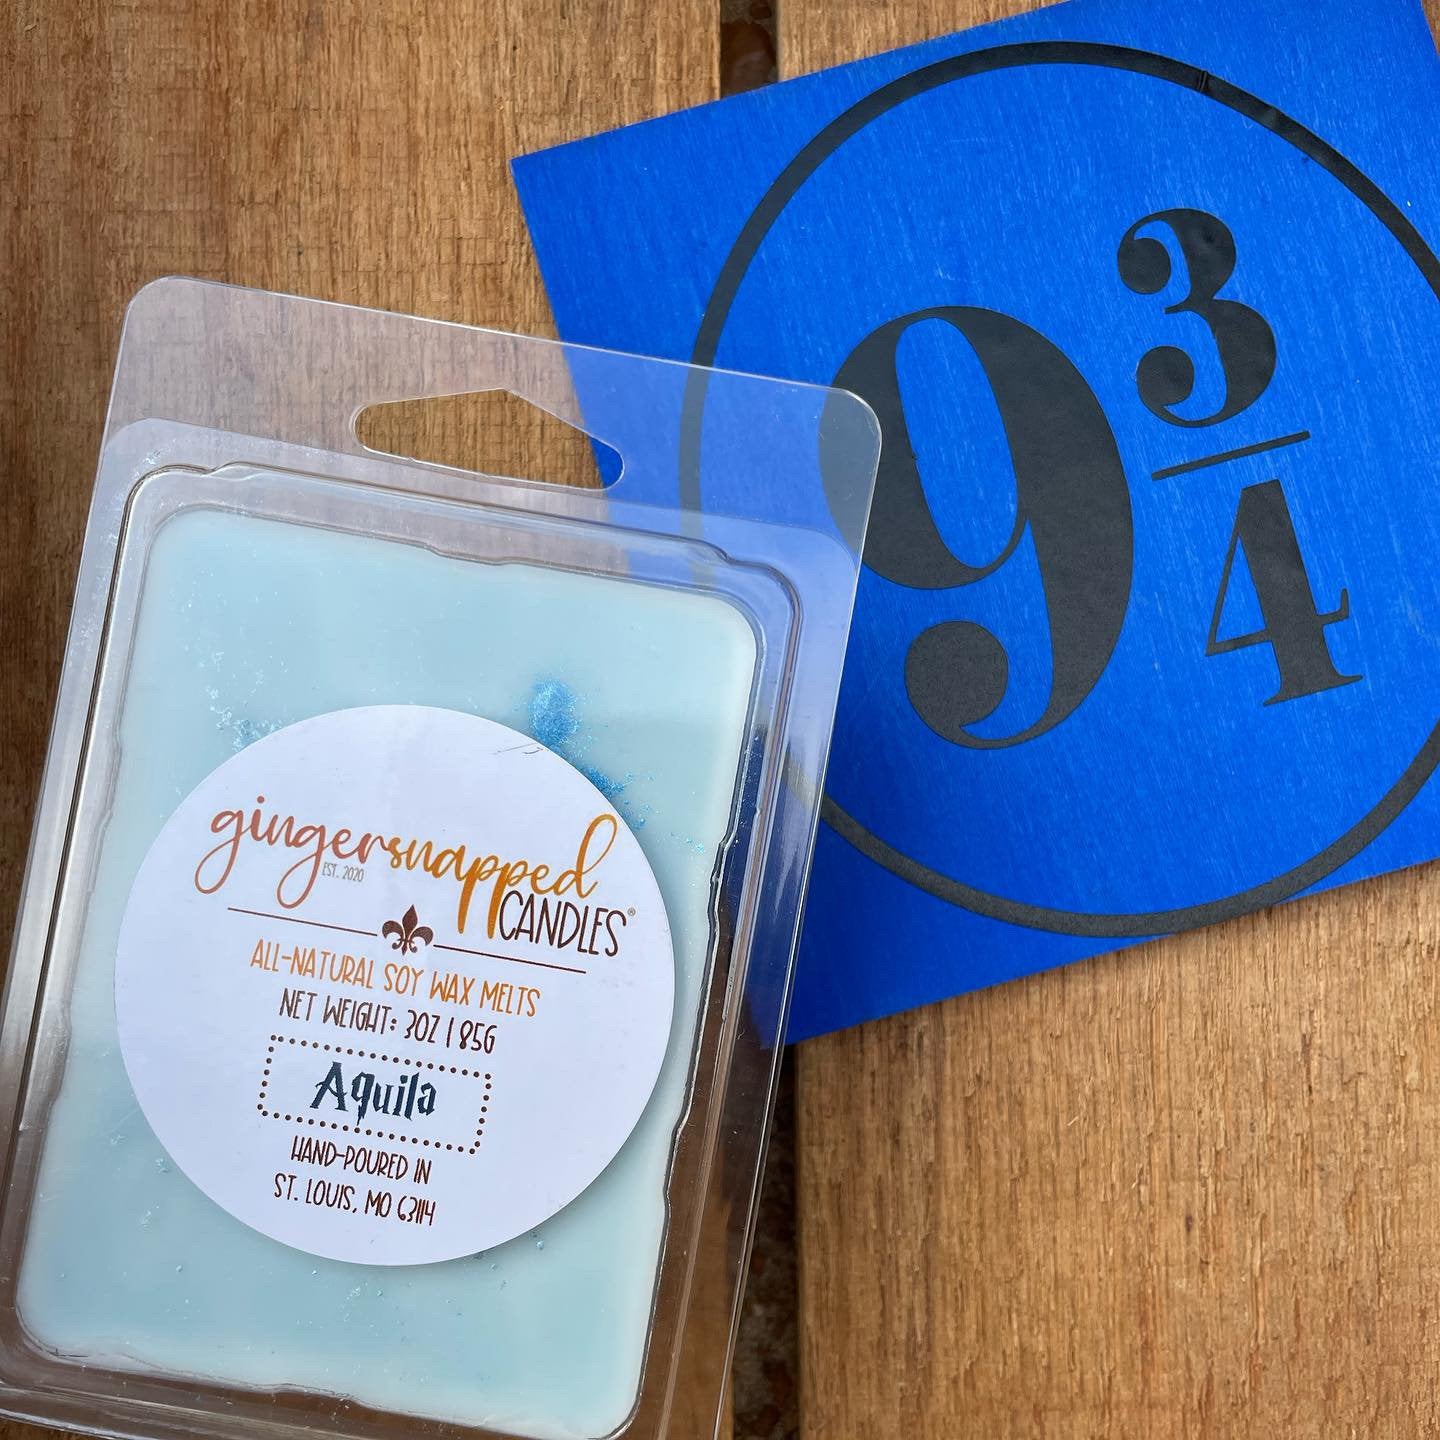 gingersnapped
EST. 2020
CANDLES®
ALL-NATURAL SOY WAX MELTS
NET WEIGHT: 3OZ | 85G
Aquila
HAND-POURED IN
ST. LOUIS, MO 63114
9 3/4